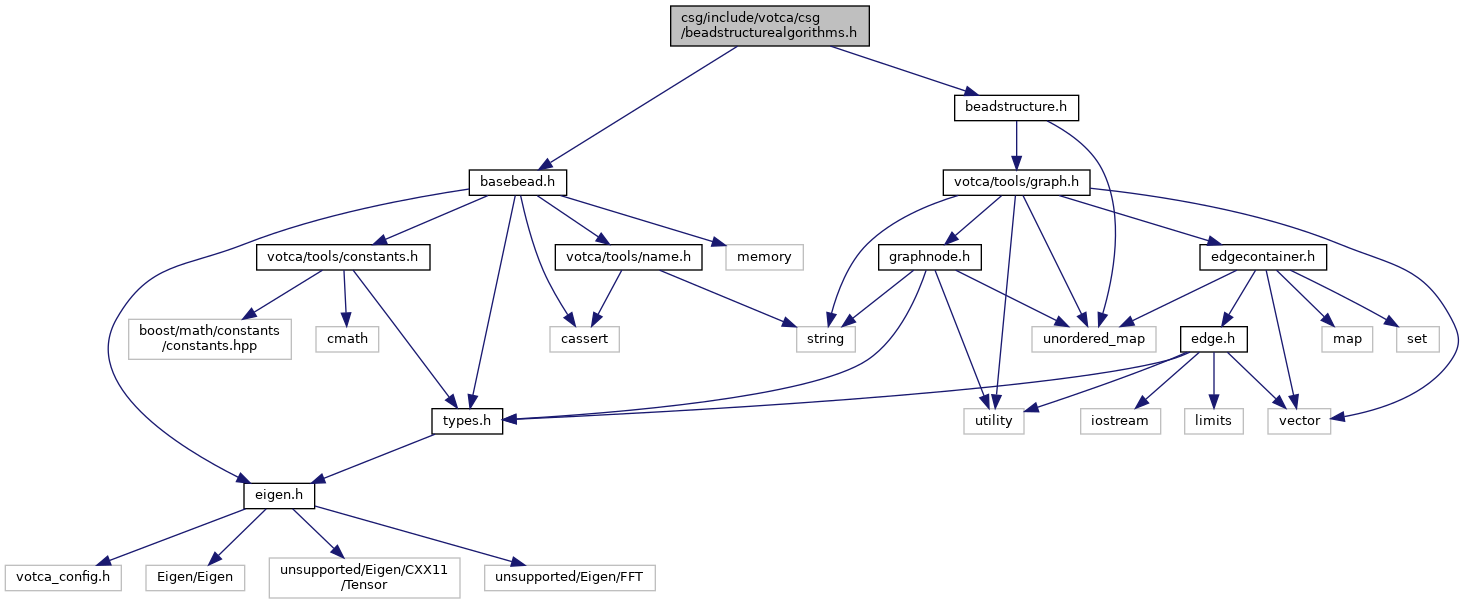 csg/include/votca/csg
/beadstructurealgorithms.h
beadstructure.h
basebead.h
votca/tools/graph.h
votca/tools/constants.h
votca/tools/name.h
memory
graphnode.h
edgecontainer.h
boost/math/constants
/constants.hpp
cmath
cassert
string
unordered_map
edge.h
map
set
types.h
utility
iostream
limits
vector
eigen.h
votca_config.h
Eigen/Eigen
unsupported/Eigen/CXX11
/Tensor
unsupported/Eigen/FFT